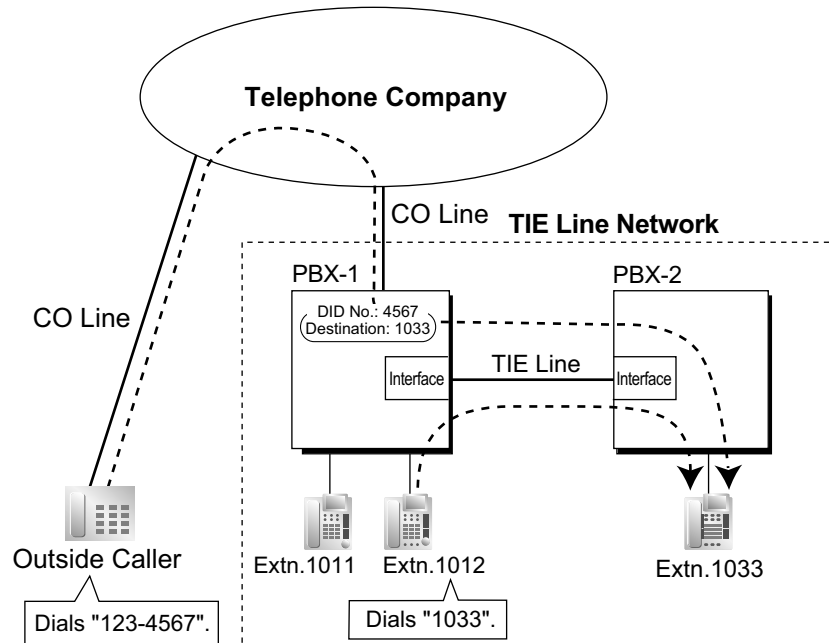 Telephone Company
CO Line
TIE Line Network
PBX-1
PBX-2
DID No.: 4567
Destination: 1033
CO Line
TIE Line
Interface
Interface
Outside Caller
Extn.1011
Extn.1012
Extn.1033
Dials "123-4567".
Dials "1033".